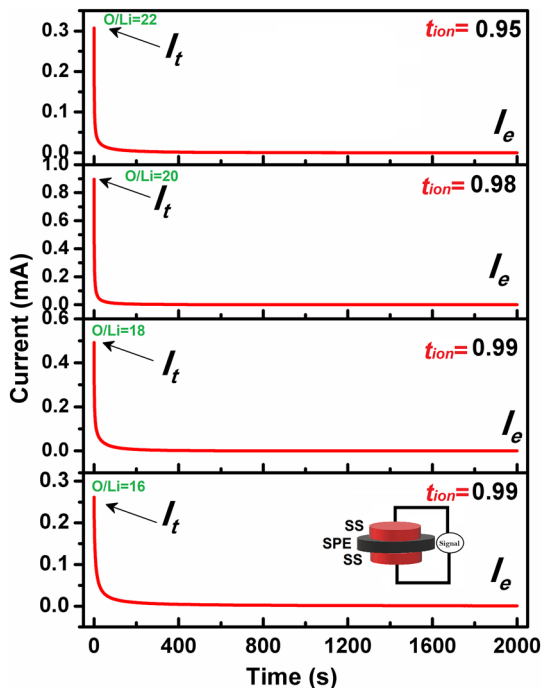 O/Li=22
t_ion= 0.95
I_t
I_e
0.3
0.2
0.1
0.0
O/Li=20
t_ion= 0.98
I_t
I_e
1.0
0.8
0.6
0.4
0.2
0.0
O/Li=18
t_ion= 0.99
I_t
I_e
0.6
0.4
0.2
0.0
O/Li=16
t_ion= 0.99
I_t
I_e
SS
SPE
SS
Signal
0.3
0.2
0.1
0.0
Current (mA)
0 400 800 1200 1600 2000
Time (s)